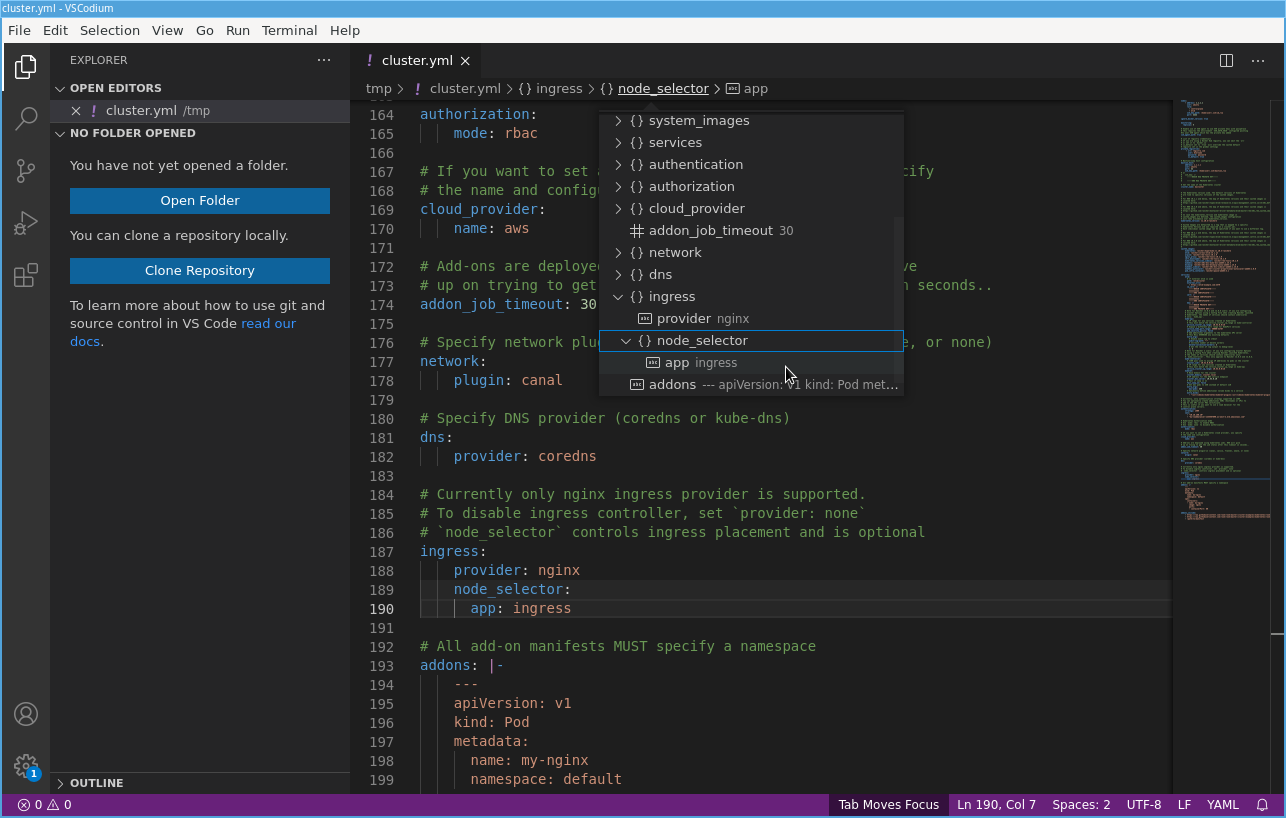 cluster.yml - VSCodium
File Edit Selection View Go Run Terminal Help
EXPLORER
OPEN EDITORS
cluster.yml /tmp
NO FOLDER OPENED
You have not yet opened a folder.
Open Folder
You can clone a repository locally.
Clone Repository
To learn more about how to use git and
source control in VS Code read our
docs.
OUTLINE
cluster.yml
tmp > ! cluster.yml > {} ingress > {} node_selector > abc app
164 authorization:
165 mode: rbac
166
167 # If you want to set
168 # the name and config
169 cloud_provider:
170 name: aws
171
172 # Add-ons are deployed
173 # up on trying to get n seconds..
174 addon_job_timeout: 30
175
176 # Specify network plug , or none)
177 network:
178 plugin: canal
179
180 # Specify DNS provider (coredns or kube-dns)
181 dns:
182 provider: coredns
183
184 # Currently only nginx ingress provider is supported.
185 # To disable ingress controller, set `provider: none`
186 # `node_selector` controls ingress placement and is optional
187 ingress:
188 provider: nginx
189 node_selector:
190 app: ingress
191
192 # All add-on manifests MUST specify a namespace
193 addons: |-
194 ---
195 apiVersion: v1
196 kind: Pod
197 metadata:
198 name: my-nginx
199 namespace: default
{} system_images
{} services
{} authentication
{} authorization
{} cloud_provider
addon_job_timeout 30
{} network
{} dns
{} ingress
abc provider nginx
{} node_selector
abc app ingress
abc addons --- apiVersion: v1 kind: Pod met…
1
0 0 Tab Moves Focus Ln 190, Col 7 Spaces: 2 UTF-8 LF YAML